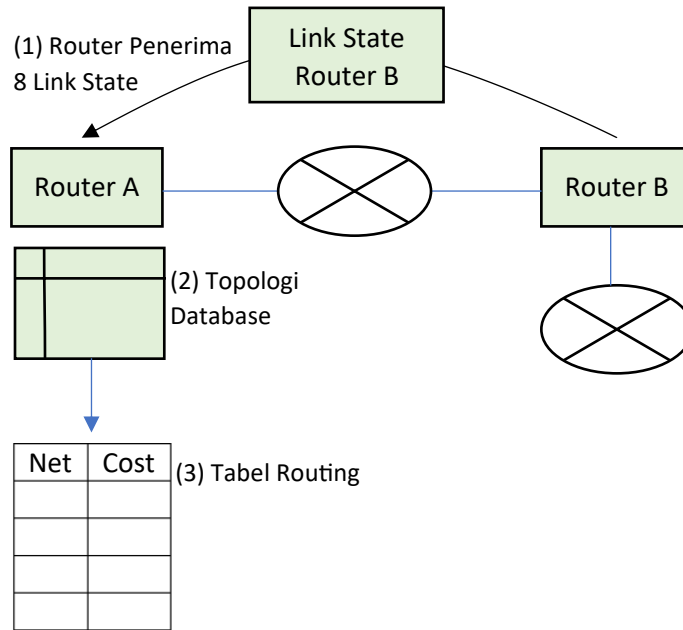 (1) Router Penerima
8 Link State
Link State
Router B
Router A
Router B
(2) Topologi
Database
Net Cost
(3) Tabel Routing